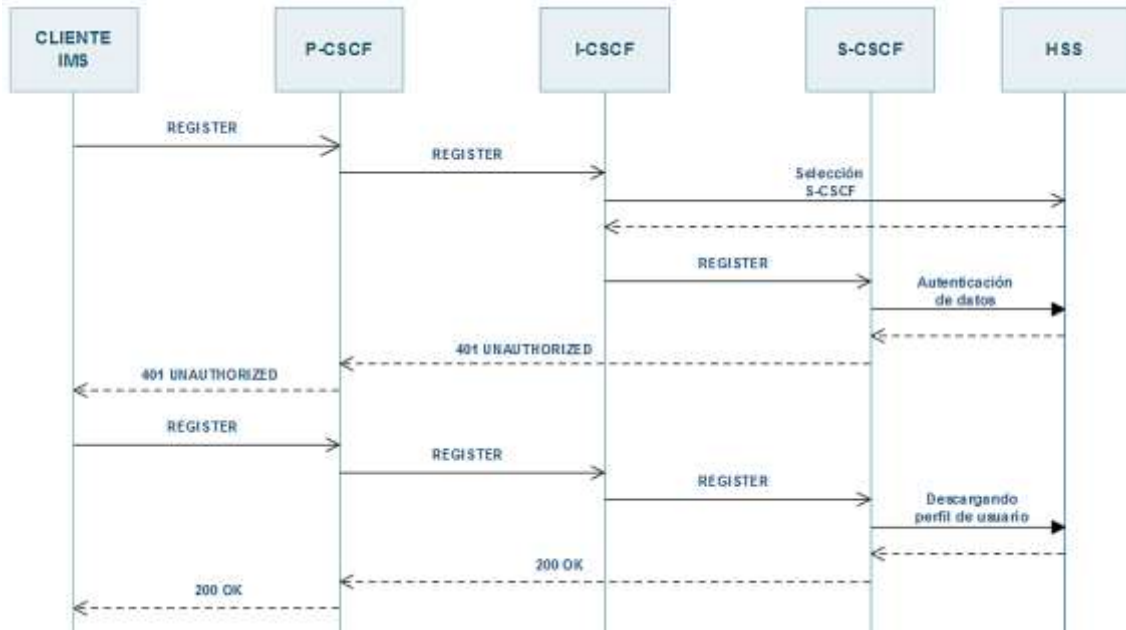 CLIENTE
IMS
P-CSCF
I-CSCF
S-CSCF
HSS
REGISTER
REGISTER
Selección
S-CSCF
REGISTER
Autenticación
de datos
401 UNAUTHORIZED
401 UNAUTHORIZED
REGISTER
REGISTER
REGISTER
Descargando
perfil de usuario
200 OK
200 OK